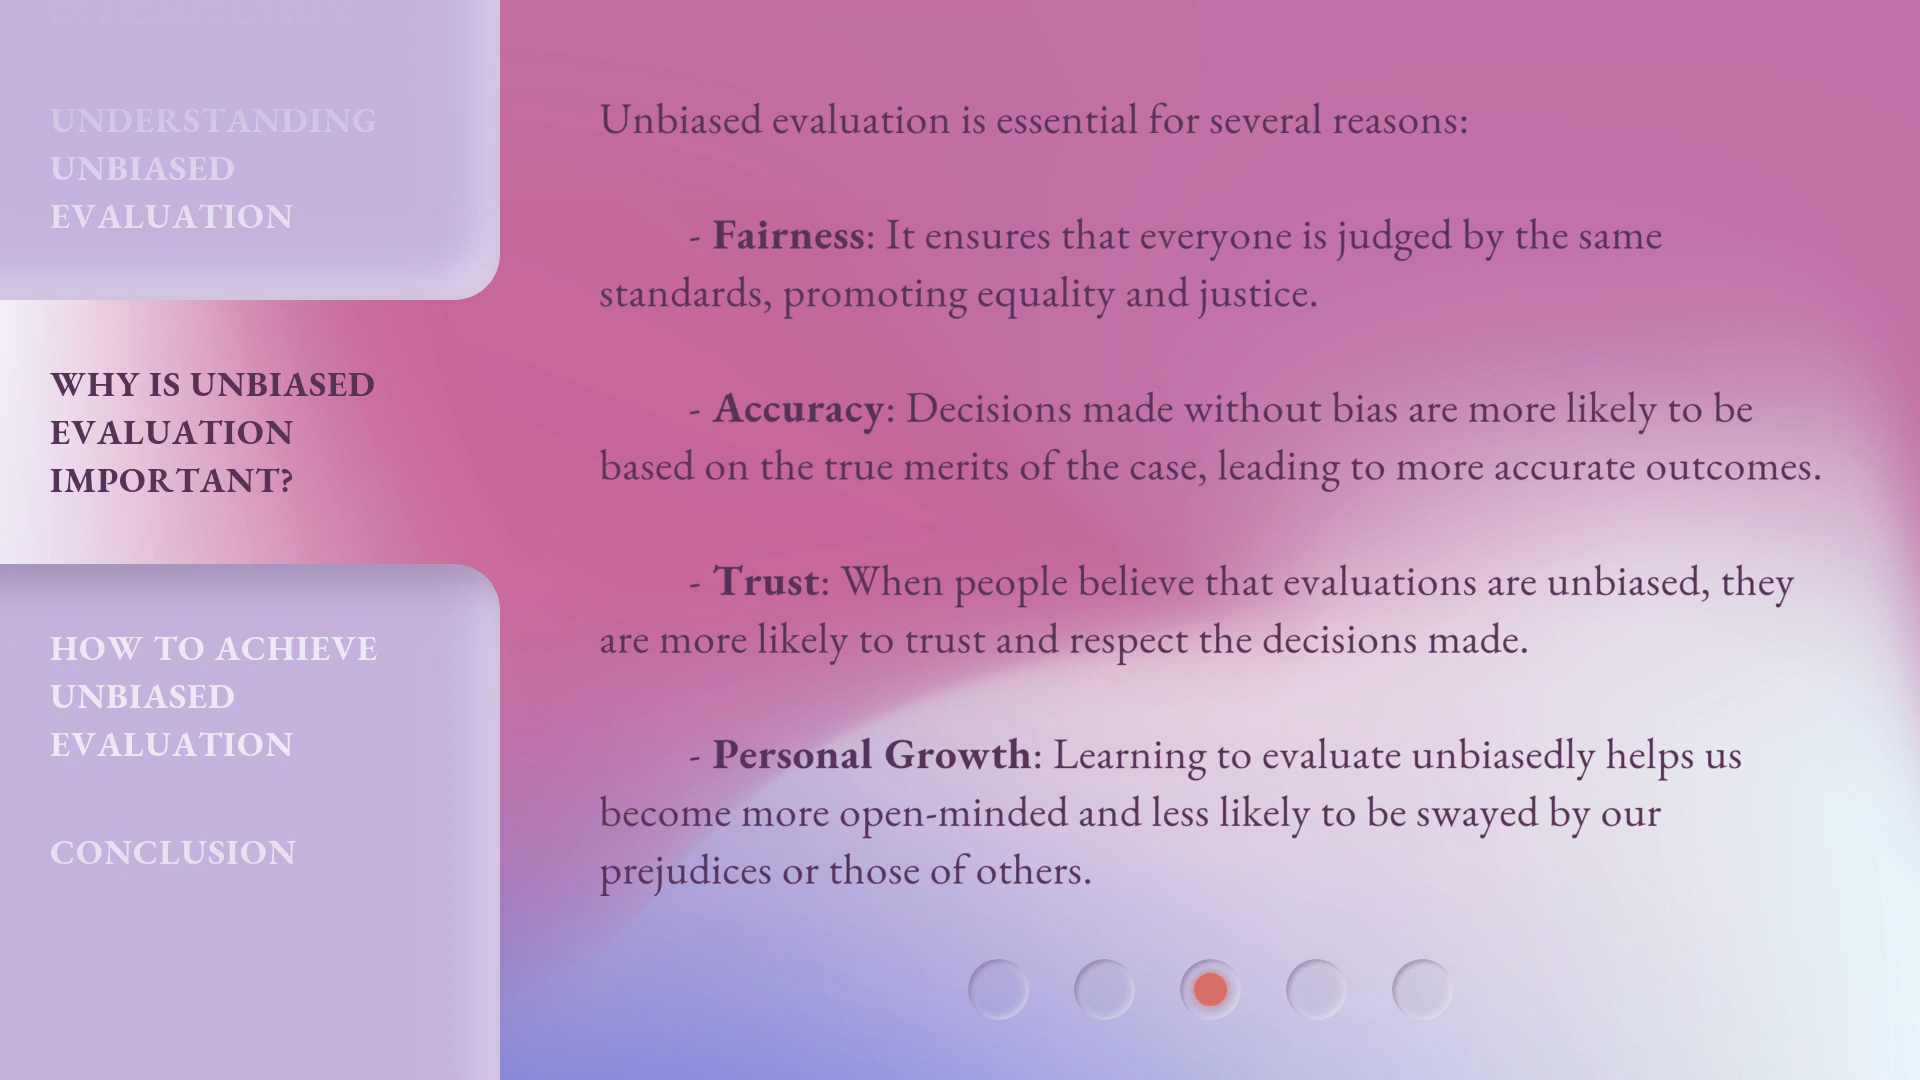 UNDERSTANDING
UNBIASED
EVALUATION
WHY IS UNBIASED
EVALUATION
IMPORTANT?
HOW TO ACHIEVE
UNBIASED
EVALUATION
CONCLUSION
Unbiased evaluation is essential for several reasons:
- Fairness: It ensures that everyone is judged by the same
standards, promoting equality and justice.
- Accuracy: Decisions made without bias are more likely to be
based on the true merits of the case, leading to more accurate outcomes.
- Trust: When people believe that evaluations are unbiased, they
are more likely to trust and respect the decisions made.
- Personal Growth: Learning to evaluate unbiasedly helps us
become more open-minded and less likely to be swayed by our
prejudices or those of others.